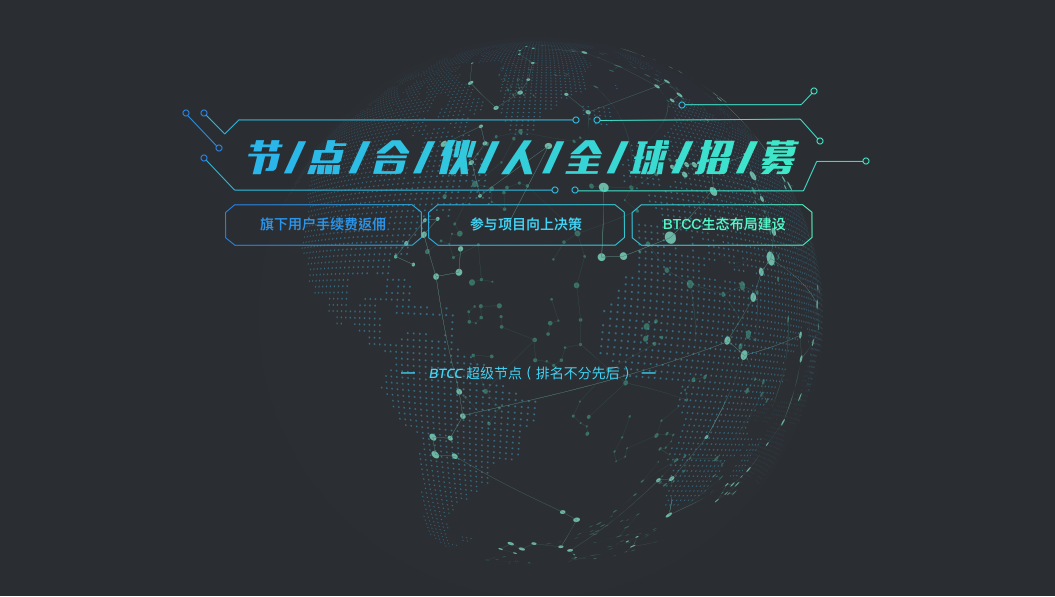 节/点/合/伙/人/全/球/招/募
旗下用户手续费返佣
参与项目向上决策
BTCC生态布局建设
BTCC 超级节点(排名不分先后)